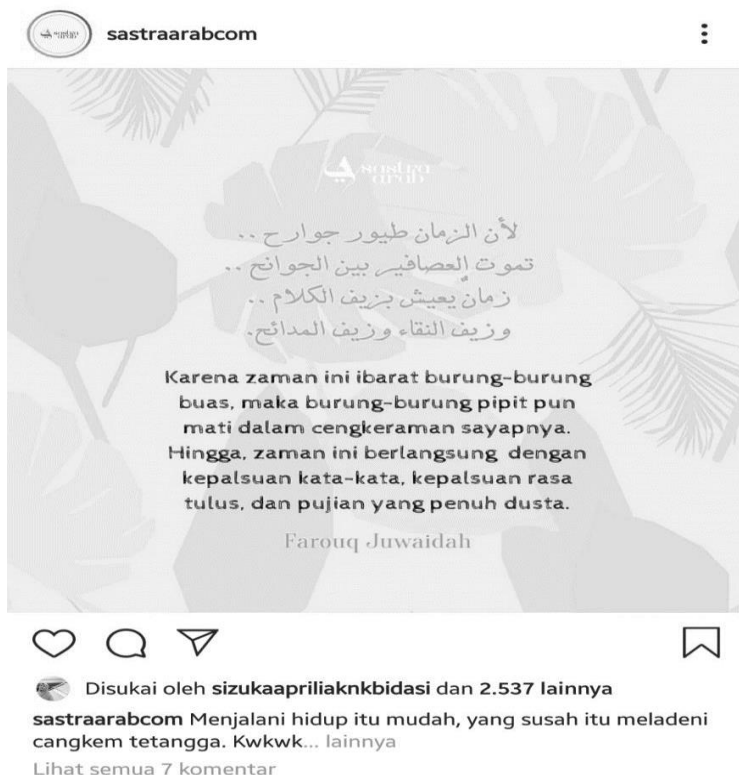 sastraarabcom
sastra
arab
لأن الزمان طيور جوارح ..
تموت العصافير بين الجوانح ..
زمانٌ يعيش بزيف الكلام ..
وزيف النقاء وزيف المدائح.
Karena zaman ini ibarat burung-burung
buas, maka burung-burung pipit pun
mati dalam cengkeraman sayapnya.
Hingga, zaman ini berlangsung dengan
kepalsuan kata-kata, kepalsuan rasa
tulus, dan pujian yang penuh dusta.
Farouq Juwaidah
Disukai oleh sizukaapriliaknkbidasi dan 2.537 lainnya
sastraarabcom Menjalani hidup itu mudah, yang susah itu meladeni
cangkem tetangga. Kwkwk... lainnya
Lihat semua 7 komentar